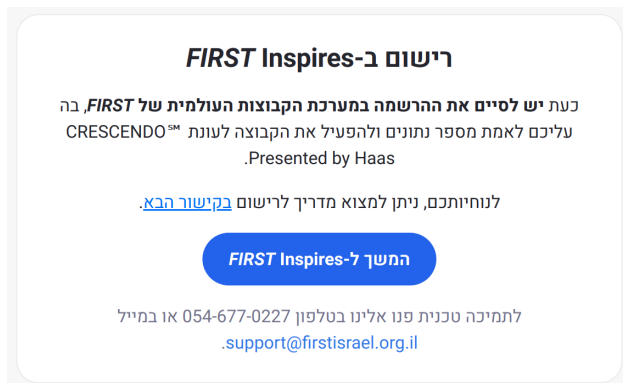 רישום ב-FIRST Inspires
כעת יש לסיים את ההרשמה במערכת הקבוצות העולמית של FIRST, בה
עליכם לאמת מספר נתונים ולהפעיל את הקבוצה לעונת CRESCENDO℠
Presented by Haas.
לנוחיותכם, ניתן למצוא מדריך לרישום בקישור הבא.
המשך ל-FIRST Inspires
לתמיכה טכנית פנו אלינו בטלפון 054-677-0227 או במייל
support@firstisrael.org.il.